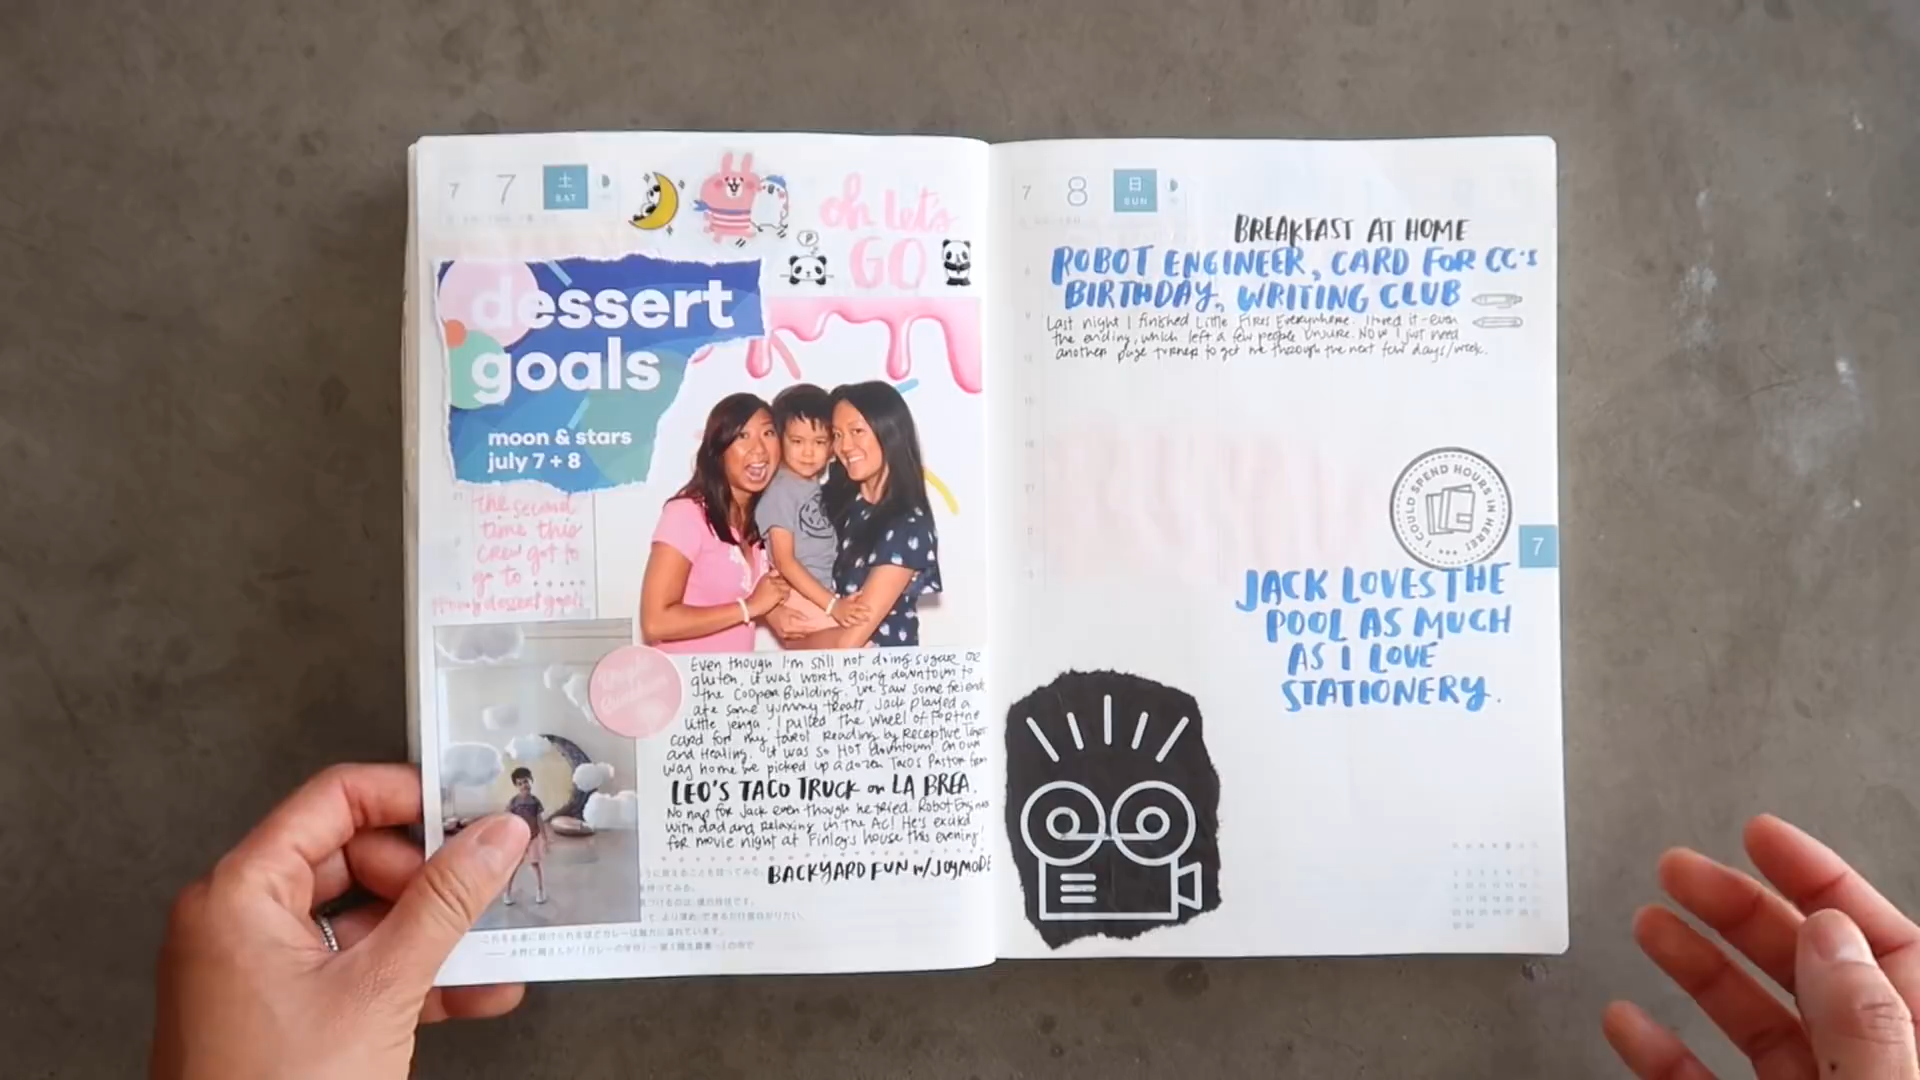 7 7 土
SAT
oh let's
GO
P
dessert
goals
moon & stars
july 7 + 8
the second
time this
crew got to
go to
dessert goals
Even though I'm still not doing sugar or
gluten, it was worth going downtown to
the Cooper Building. We saw some friends,
ate some yummy treats, Jack played a
little jenga. I pulled the Wheel of Fortune
card for my tarot reading by Receptive
and Healing. It was so HOT downtown! On our
way home we picked up a dozen Tacos Pastor from
LEO'S TACO TRUCK on LA BREA.
No nap for Jack even though he tried. Robot Engineer
with dad and relaxing in the AC! He's excited
for movie night at Finley's house this evening!
BACKYARD FUN w/ JOYMODE
7 8 日
SUN
BREAKFAST AT HOME
ROBOT ENGINEER, CARD FOR CC'S
BIRTHDAY, WRITING CLUB
Last night I finished Little Fires Everywhere. I loved it - even
the ending, which left a few people unsure. Now I just need
another page turner to get me through the next few days/week.
I COULD SPEND HOURS IN HERE!
7
JACK LOVES THE
POOL AS MUCH
AS I LOVE
STATIONERY.